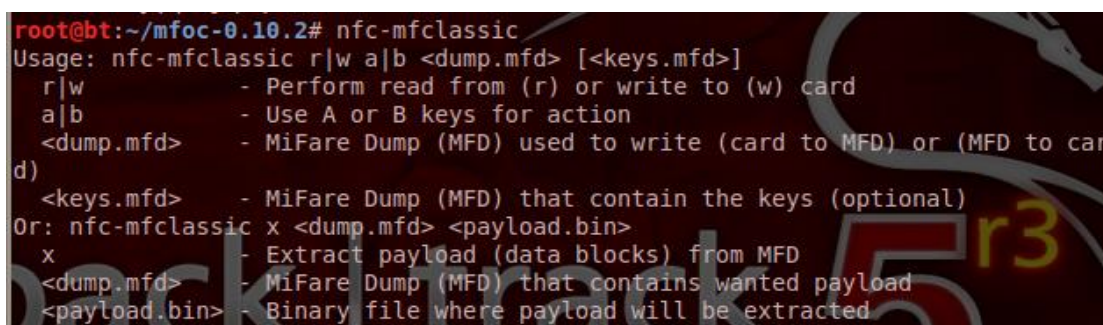 root@bt:~/mfoc-0.10.2# nfc-mfclassic
Usage: nfc-mfclassic r|w a|b <dump.mfd> [<keys.mfd>]
  r|w           - Perform read from (r) or write to (w) card
  a|b           - Use A or B keys for action
  <dump.mfd>    - MiFare Dump (MFD) used to write (card to MFD) or (MFD to car
d)
  <keys.mfd>    - MiFare Dump (MFD) that contain the keys (optional)
Or: nfc-mfclassic x <dump.mfd> <payload.bin>
  x             - Extract payload (data blocks) from MFD
  <dump.mfd>    - MiFare Dump (MFD) that contains wanted payload
  <payload.bin> - Binary file where payload will be extracted
back|track 5 r3